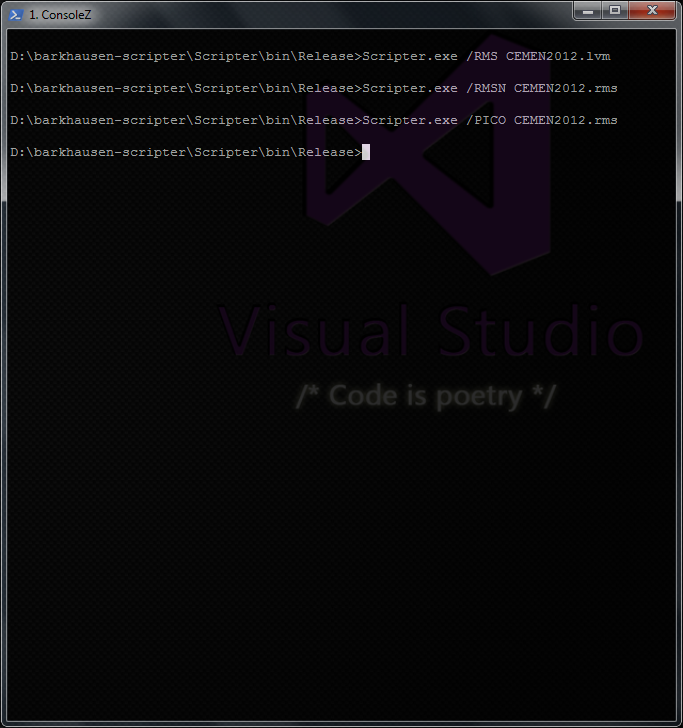 1. ConsoleZ
D:\barkhausen-scripter\Scripter\bin\Release>Scripter.exe /RMS CEMEN2012.lvm
D:\barkhausen-scripter\Scripter\bin\Release>Scripter.exe /RMSN CEMEN2012.rms
D:\barkhausen-scripter\Scripter\bin\Release>Scripter.exe /PICO CEMEN2012.rms
D:\barkhausen-scripter\Scripter\bin\Release>
Visual Studio
/* Code is poetry */